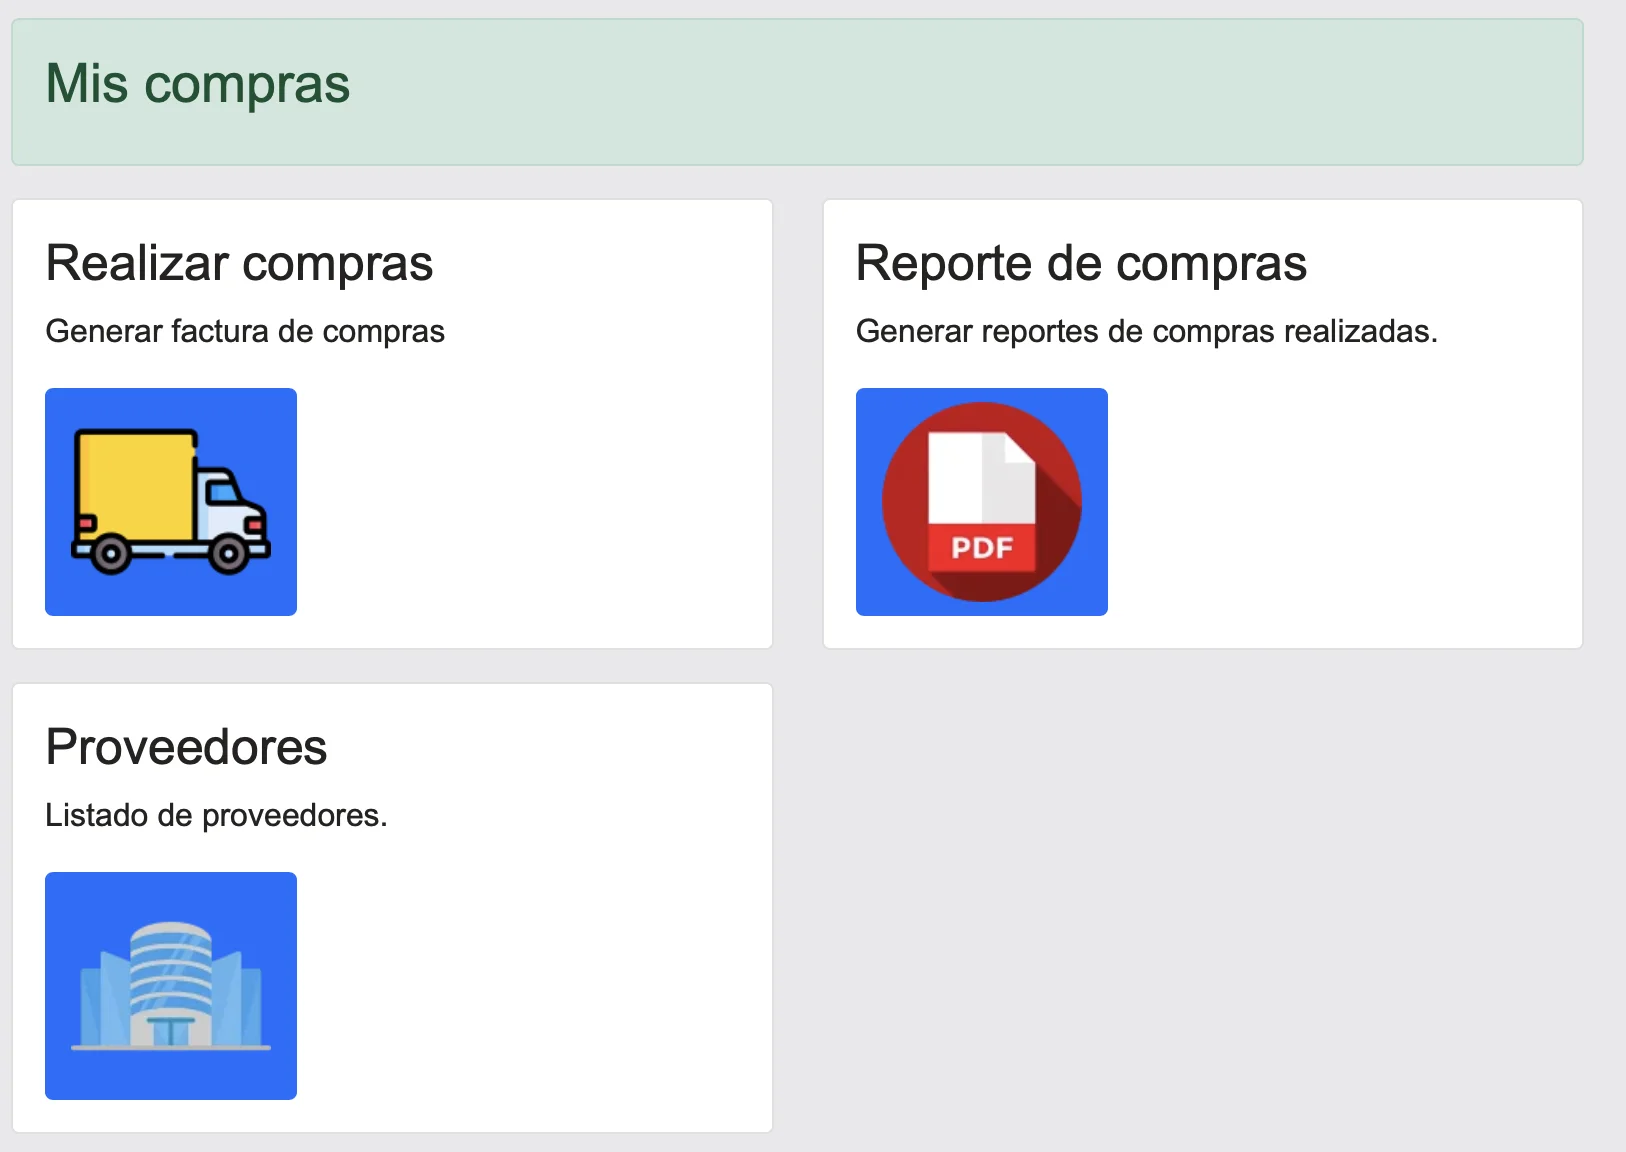 Mis compras
Realizar compras
Generar factura de compras
Reporte de compras
Generar reportes de compras realizadas.
PDF
Proveedores
Listado de proveedores.